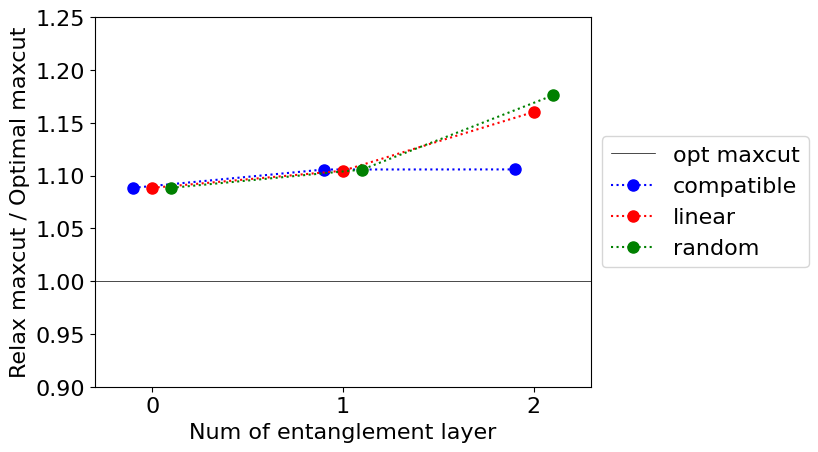 Relax maxcut / Optimal maxcut
1.25
1.20
1.15
1.10
1.05
1.00
0.95
0.90
0 1 2
Num of entanglement layer
opt maxcut
compatible
linear
random